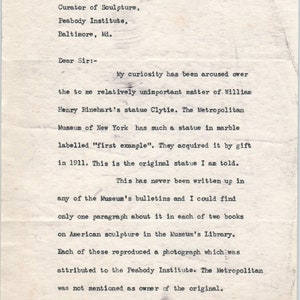 Curator of Sculpture,
Peabody Institute,
Baltimore, Md.
Dear Sir:-
My curiosity has been aroused over
the to me relatively unimportant matter of William
Henry Rinehart's statue Clytie. The Metropolitan
Museum of New York has such a statue in marble
labelled "first example". They acquired it by gift
in 1911. This is the original statue I am told.
This has never been written up in
any of the Museum's bulletins and I could find
only one paragraph about it in each of two books
on American sculpture in the Museum's Library.
Each of these reproduced a photograph which was
attributed to the Peabody Institute. The Metropolitan
was not mentioned as owner of the original.